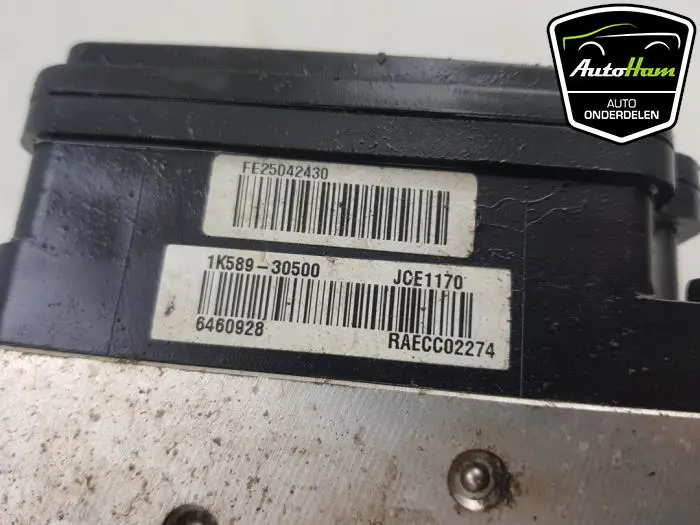 AutoHam
AUTO
ONDERDELEN
FE25042430
1K589-30500 JCE1170
6460928 RAECC02274